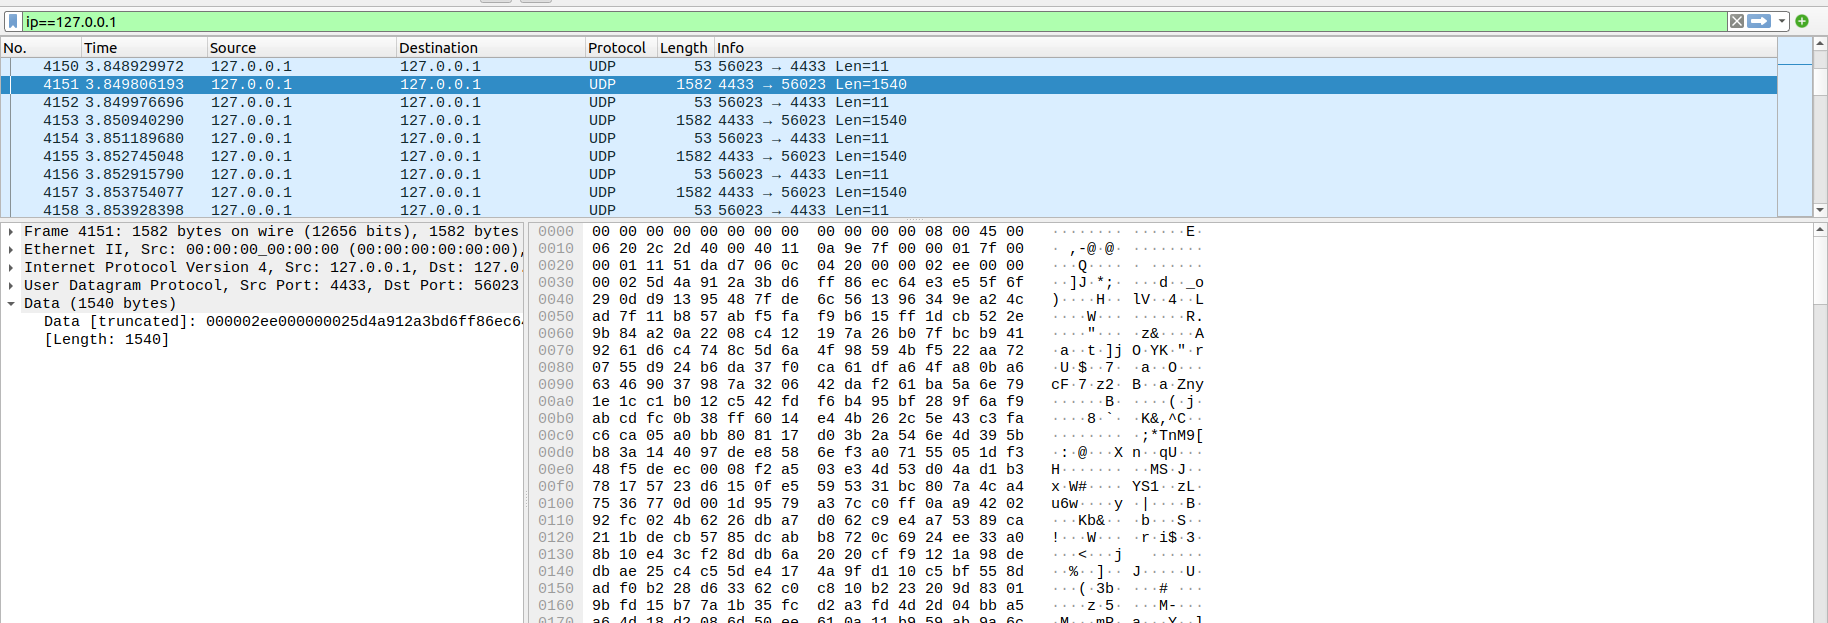 ip==127.0.0.1
No. Time Source Destination Protocol Length Info
4150 3.848929972 127.0.0.1 127.0.0.1 UDP 53 56023 → 4433 Len=11
4151 3.849806193 127.0.0.1 127.0.0.1 UDP 1582 4433 → 56023 Len=1540
4152 3.849976696 127.0.0.1 127.0.0.1 UDP 53 56023 → 4433 Len=11
4153 3.850940290 127.0.0.1 127.0.0.1 UDP 1582 4433 → 56023 Len=1540
4154 3.851189680 127.0.0.1 127.0.0.1 UDP 53 56023 → 4433 Len=11
4155 3.852745048 127.0.0.1 127.0.0.1 UDP 1582 4433 → 56023 Len=1540
4156 3.852915790 127.0.0.1 127.0.0.1 UDP 53 56023 → 4433 Len=11
4157 3.853754077 127.0.0.1 127.0.0.1 UDP 1582 4433 → 56023 Len=1540
4158 3.853928398 127.0.0.1 127.0.0.1 UDP 53 56023 → 4433 Len=11
Frame 4151: 1582 bytes on wire (12656 bits), 1582 bytes
Ethernet II, Src: 00:00:00_00:00:00 (00:00:00:00:00:00),
Internet Protocol Version 4, Src: 127.0.0.1, Dst: 127.0
User Datagram Protocol, Src Port: 4433, Dst Port: 56023
Data (1540 bytes)
Data [truncated]: 000002ee000000025d4a912a3bd6ff86ec64
[Length: 1540]
0000 00 00 00 00 00 00 00 00 00 00 00 00 08 00 45 00 ········ ······E·
0010 06 20 2c 2d 40 00 40 11 0a 9e 7f 00 00 01 7f 00 · ,-@·@· ········
0020 00 01 11 51 da d7 06 0c 04 20 00 00 02 ee 00 00 ···Q···· · ······
0030 00 02 5d 4a 91 2a 3b d6 ff 86 ec 64 e3 e5 5f 6f ··]J·*;· ···d··_o
0040 29 0d d9 13 95 48 7f de 6c 56 13 96 34 9e a2 4c )····H·· lV··4··L
0050 ad 7f 11 b8 57 ab f5 fa f9 b6 15 ff 1d cb 52 2e ····W··· ······R.
0060 9b 84 a2 0a 22 08 c4 12 19 7a 26 b0 7f bc b9 41 ····"··· ·z&····A
0070 92 61 d6 c4 74 8c 5d 6a 4f 98 59 4b f5 22 aa 72 ·a··t·]j O·YK·"·r
0080 07 55 d9 24 b6 da 37 f0 ca 61 df a6 4f a8 0b a6 ·U·$··7· ·a··O···
0090 63 46 90 37 98 7a 32 06 42 da f2 61 ba 5a 6e 79 cF·7·z2· B··a·Zny
00a0 1e 1c c1 b0 12 c5 42 fd f6 b4 95 bf 28 9f 6a f9 ······B· ····(·j·
00b0 ab cd fc 0b 38 ff 60 14 e4 4b 26 2c 5e 43 c3 fa ····8·`· ·K&,^C··
00c0 c6 ca 05 a0 bb 80 81 17 d0 3b 2a 54 6e 4d 39 5b ········ ·;*TnM9[
00d0 b8 3a 14 40 97 de e8 58 6e f3 a0 71 55 05 1d f3 ·:·@···X n··qU···
00e0 48 f5 de ec 00 08 f2 a5 03 e3 4d 53 d0 4a d1 b3 H······· ··MS·J··
00f0 78 17 57 23 d6 15 0f e5 59 53 31 bc 80 7a 4c a4 x·W#···· YS1··zL·
0100 75 36 77 0d 00 1d 95 79 a3 7c c0 ff 0a a9 42 02 u6w····y ·|····B·
0110 92 fc 02 4b 62 26 db a7 d0 62 c9 e4 a7 53 89 ca ···Kb&·· ·b···S··
0120 21 1b de cb 57 85 dc ab b8 72 0c 69 24 ee 33 a0 !···W··· ·r·i$·3·
0130 8b 10 e4 3c f2 8d db 6a 20 20 cf f9 12 1a 98 de ···<···j ······
0140 db ae 25 c4 c5 5d e4 17 4a 9f d1 10 c5 bf 55 8d ··%··]·· J·····U·
0150 ad f0 b2 28 d6 33 62 c0 c8 10 b2 23 20 9d 83 01 ···(·3b· ···# ···
0160 9b fd 15 b7 7a 1b 35 fc d2 a3 fd 4d 2d 04 bb a5 ····z·5· ···M-···
0170 a6 4d 18 d2 08 6d 50 ee 61 0a 11 b9 59 ab 9a 6c